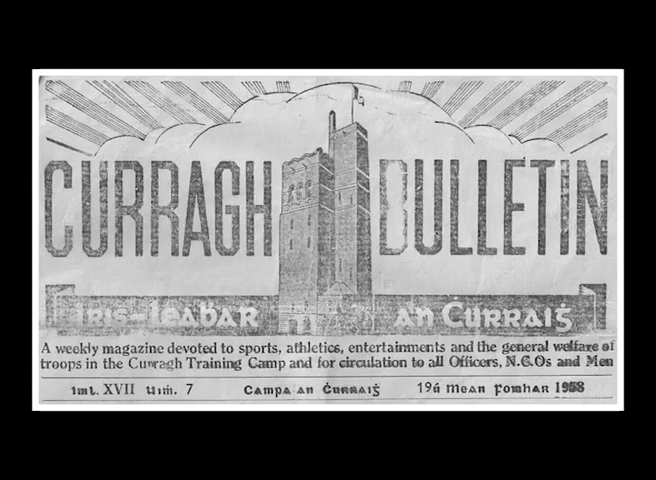 CURRAGH BULLETIN
IRIS-LEABAR AN ĊURRAIĠ
A weekly magazine devoted to sports, athletics, entertainments and the general welfare of
troops in the Curragh Training Camp and for circulation to all Officers, N.C.Os and Men
Iml. XVII Uim. 7 Campa an Ċurraiġ 19ú Mean Foṁar 1958